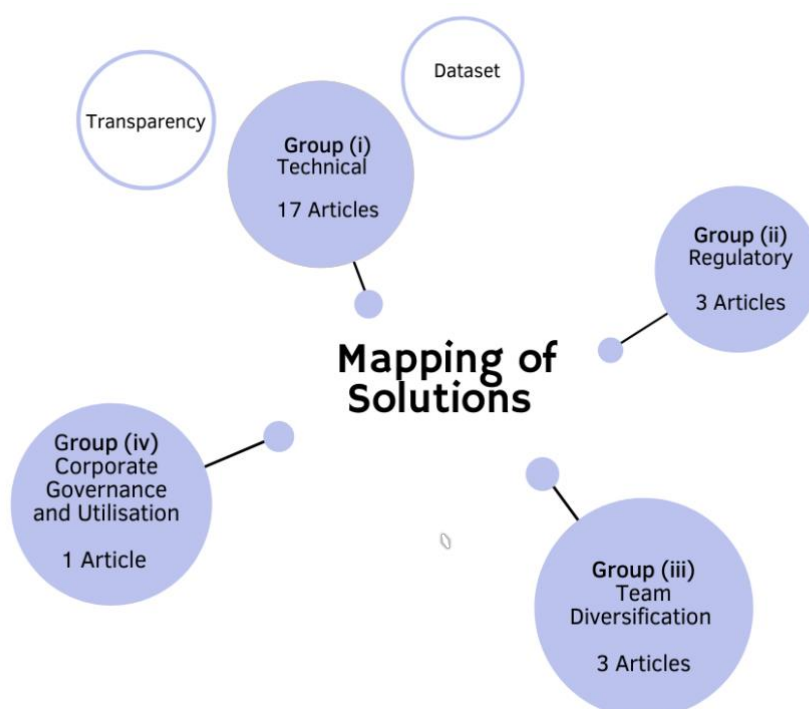 Transparency
Dataset
Group (i)
Technical
17 Articles
Group (ii)
Regulatory
3 Articles
Mapping of
Solutions
Group (iv)
Corporate
Governance
and Utilisation
1 Article
Group (iii)
Team
Diversification
3 Articles